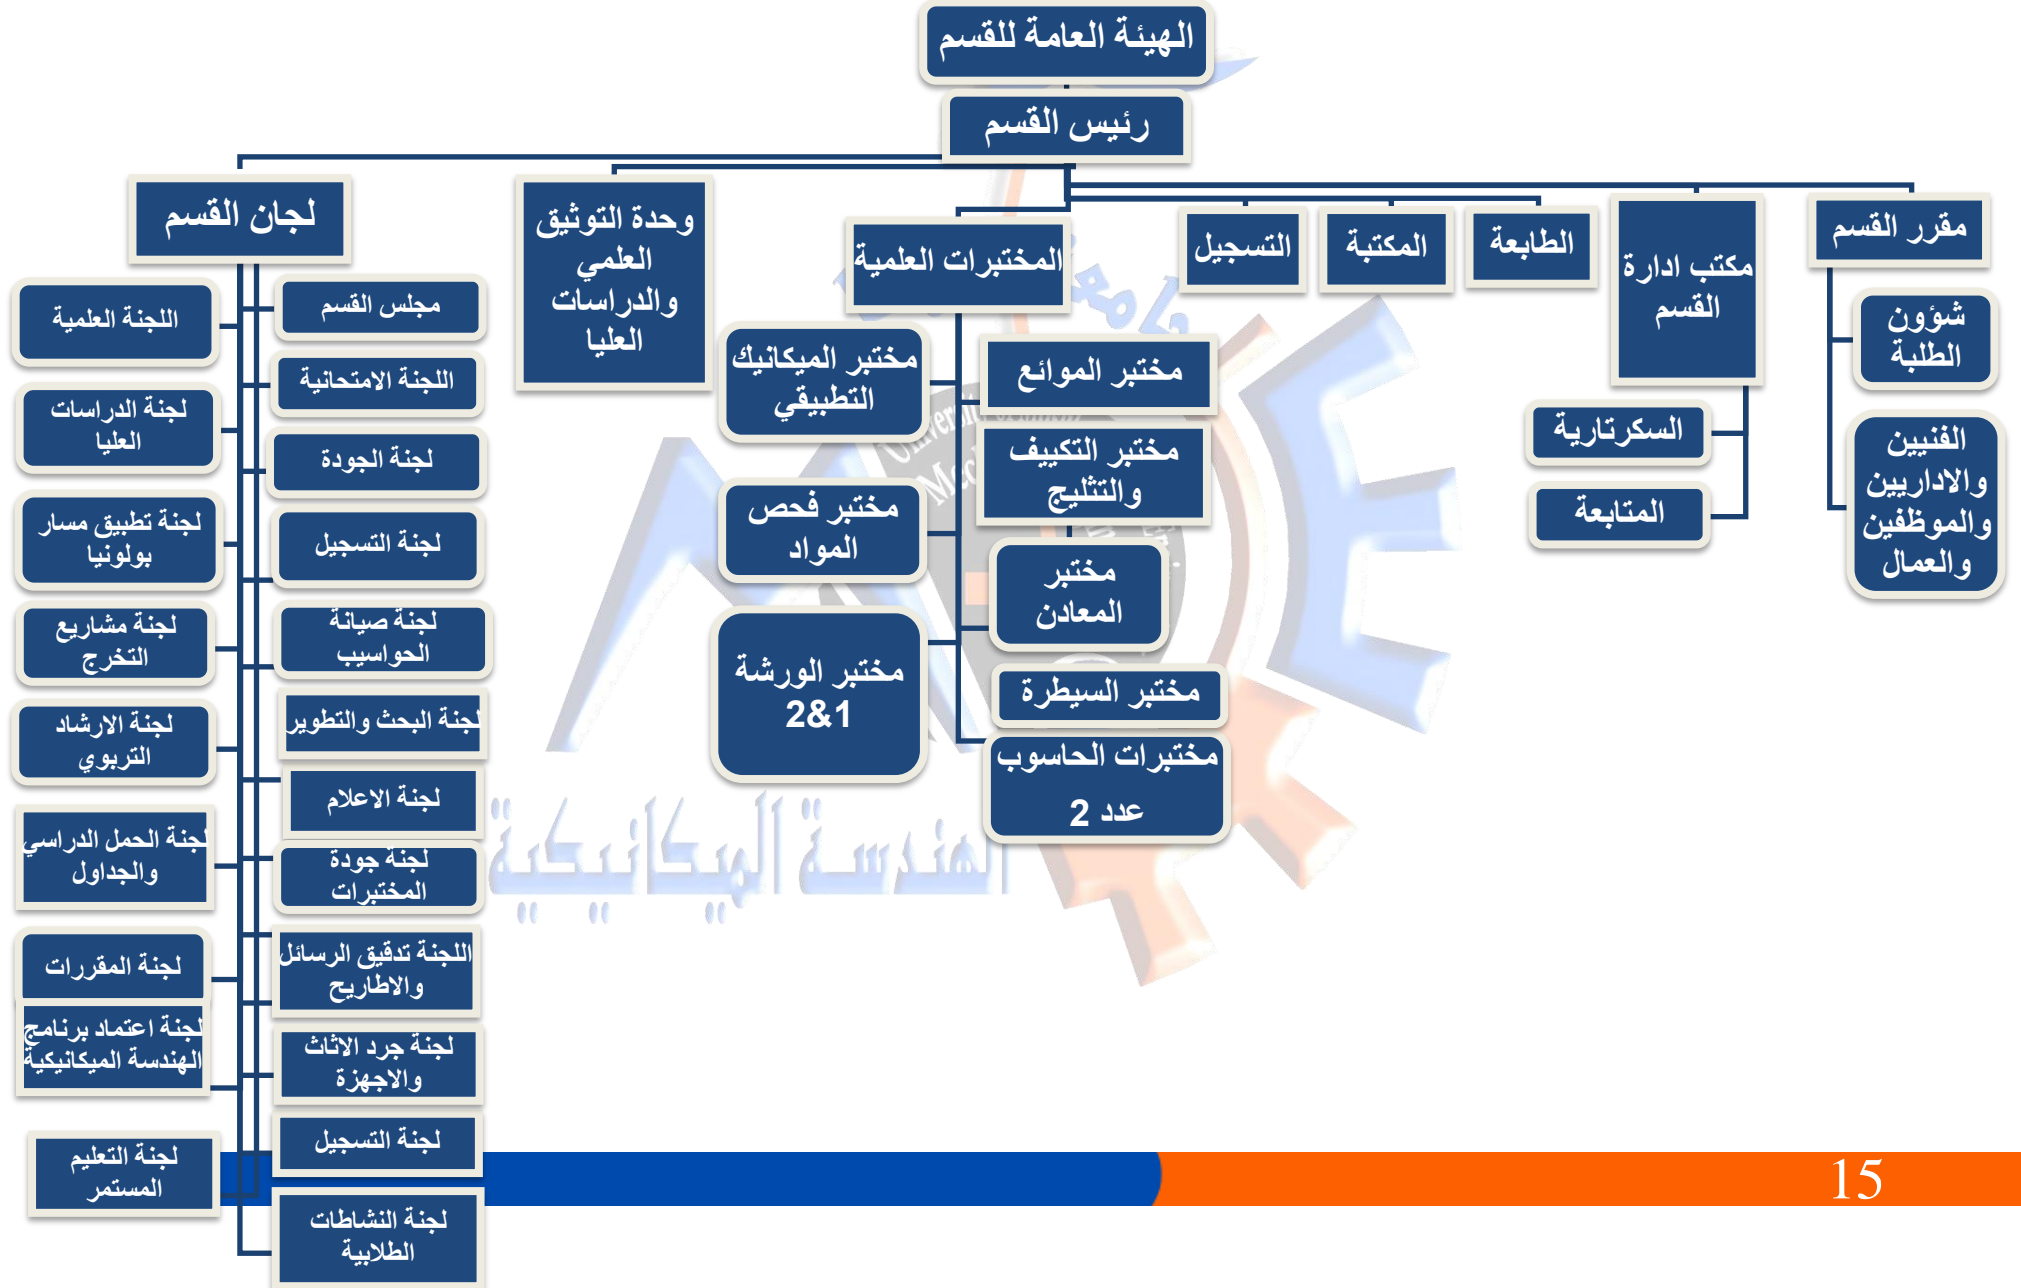 الهيئة العامة للقسم
رئيس القسم
مقرر القسم
شؤون
الطلبة
الفنيين
والاداريين
والموظفين
والعمال
مكتب ادارة
القسم
السكرتارية
المتابعة
الطابعة
المكتبة
التسجيل
المختبرات العلمية
مختبر الموائع
مختبر التكييف
والتثليج
مختبر
المعادن
مختبر السيطرة
مختبرات الحاسوب
عدد 2
مختبر الميكانيك
التطبيقي
مختبر فحص
المواد
مختبر الورشة
2&1
وحدة التوثيق
العلمي
والدراسات
العليا
لجان القسم
مجلس القسم
اللجنة الامتحانية
لجنة الجودة
لجنة التسجيل
لجنة صيانة
الحواسيب
لجنة البحث والتطوير
لجنة الاعلام
لجنة جودة
المختبرات
اللجنة تدقيق الرسائل
والاطاريح
لجنة جرد الاثاث
والاجهزة
لجنة التسجيل
لجنة النشاطات
الطلابية
اللجنة العلمية
لجنة الدراسات
العليا
لجنة تطبيق مسار
بولونيا
لجنة مشاريع
التخرج
لجنة الارشاد
التربوي
لجنة الحمل الدراسي
والجداول
لجنة المقررات
لجنة اعتماد برنامج
الهندسة الميكانيكية
لجنة التعليم
المستمر
الهندسة الميكانيكية
15